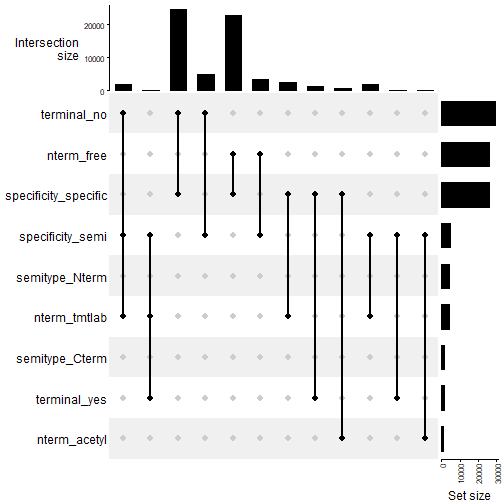 Intersection
size
20000
10000
0
terminal_no
nterm_free
specificity_specific
specificity_semi
semitype_Nterm
nterm_tmtlab
semitype_Cterm
terminal_yes
nterm_acetyl
0
10000
20000
30000
Set size